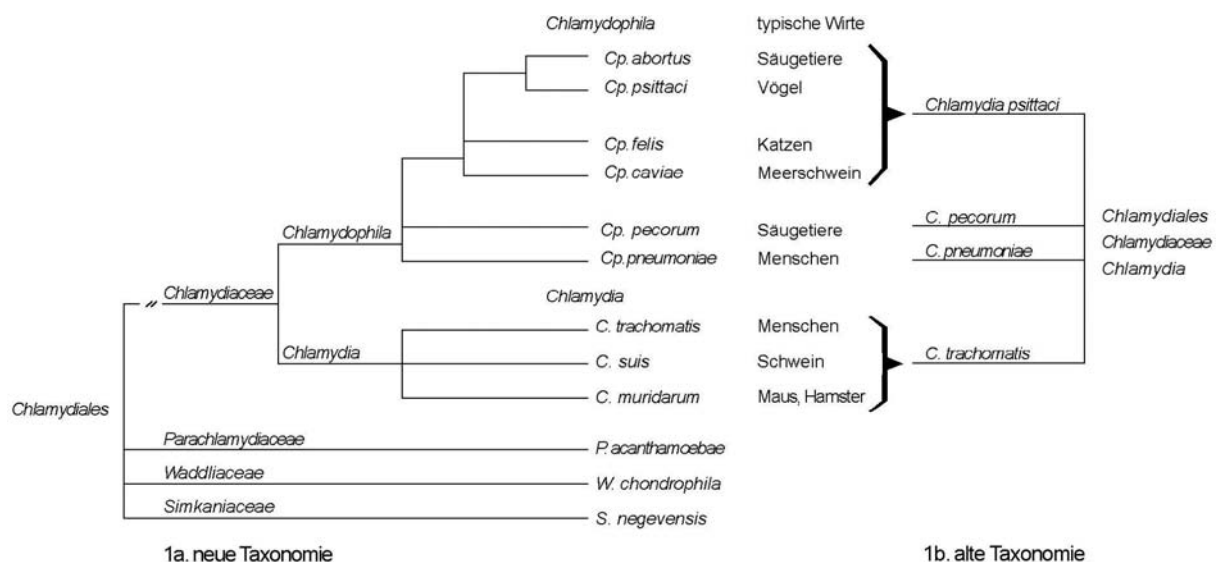 Chlamydophila typische Wirte
Cp. abortus Säugetiere
Cp. psittaci Vögel
Chlamydia psittaci
Cp. felis Katzen
Cp. caviae Meerschwein
Chlamydophila
Cp. pecorum Säugetiere
C. pecorum
Cp. pneumoniae Menschen
C. pneumoniae
Chlamydiales
Chlamydiaceae
Chlamydia
Chlamydiaceae
Chlamydia
C. trachomatis Menschen
Chlamydia
C. suis Schwein
C. trachomatis
C. muridarum Maus, Hamster
Chlamydiales
Parachlamydiaceae P. acanthamoebae
Waddliaceae W. chondrophila
Simkaniaceae S. negevensis
1a. neue Taxonomie 1b. alte Taxonomie